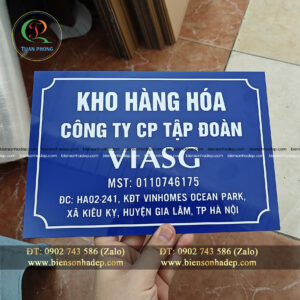 TUẤN PHONG
KHO HÀNG HÓA
CÔNG TY CP TẬP ĐOÀN
VIASG
MST: 0110746175
ĐC: HA02-241, KĐT VINHOMES OCEAN PARK,
XÃ KIÊU KỴ, HUYỆN GIA LÂM, TP HÀ NỘI
ĐT: 0902 743 586 (Zalo) ĐT: 0902 743 586 (Zalo)
www.biensonhadep.com www.biensonhadep.com